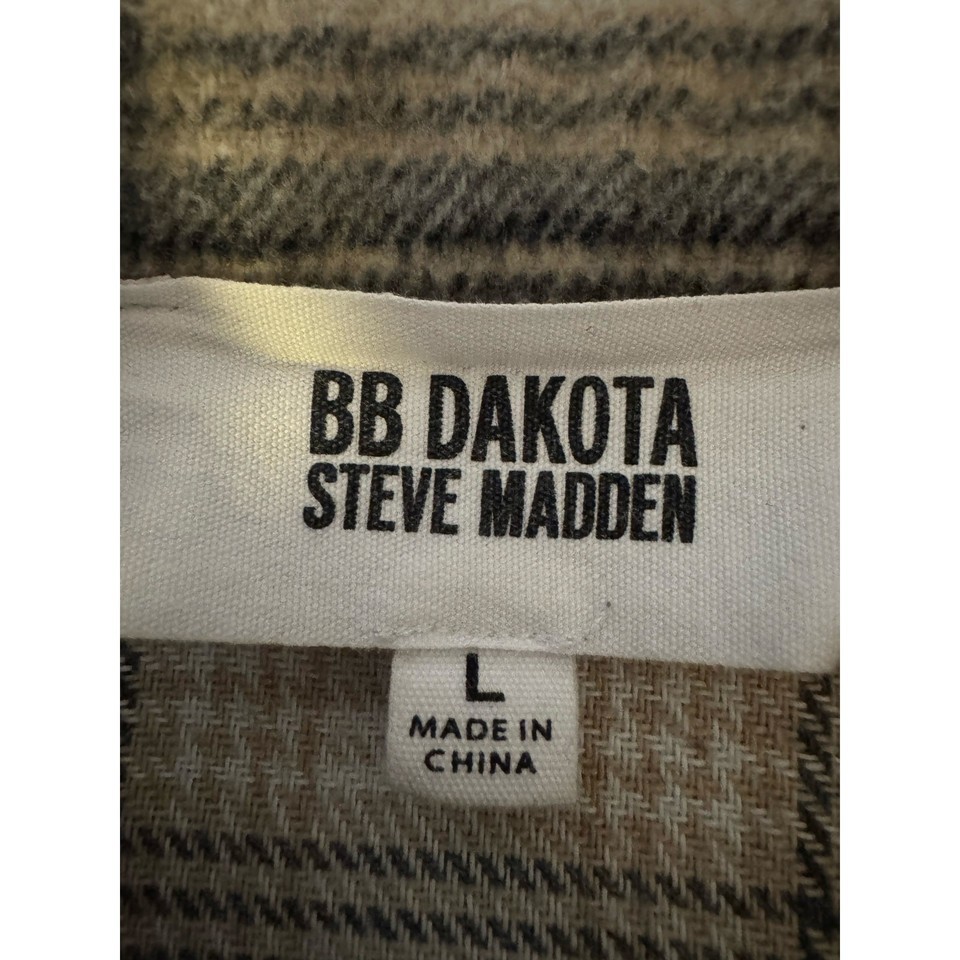 BB DAKOTA
STEVE MADDEN
L
MADE IN
CHINA